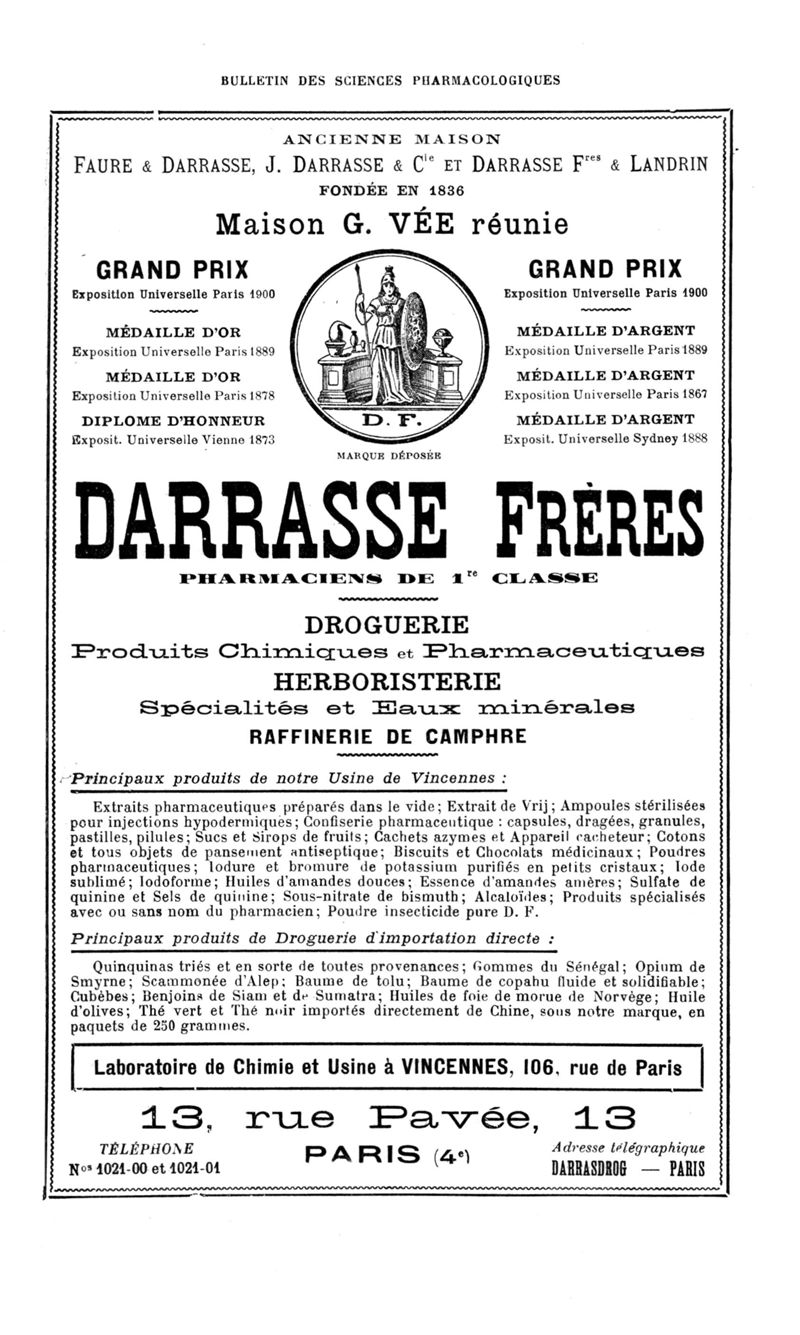 BULLETIN DES SCIENCES PHARMACOLOGIQUES
ANCIENNE MAISON
FAURE & DARRASSE, J. DARRASSE & Cie ET DARRASSE Fres & LANDRIN
FONDÉE EN 1836
Maison G. VÉE réunie
GRAND PRIX
Exposition Universelle Paris 1900
MÉDAILLE D'OR
Exposition Universelle Paris 1889
MÉDAILLE D'OR
Exposition Universelle Paris 1878
DIPLOME D'HONNEUR
Exposit. Universelle Vienne 1873
D. F.
MARQUE DÉPOSÉE
GRAND PRIX
Exposition Universelle Paris 1900
MÉDAILLE D'ARGENT
Exposition Universelle Paris 1889
MÉDAILLE D'ARGENT
Exposition Universelle Paris 1867
MÉDAILLE D'ARGENT
Exposit. Universelle Sydney 1888
DARRASSE FRÈRES
PHARMACIENS DE 1re CLASSE
DROGUERIE
Produits Chimiques et Pharmaceutiques
HERBORISTERIE
Spécialités et Eaux minérales
RAFFINERIE DE CAMPHRE
Principaux produits de notre Usine de Vincennes :
Extraits pharmaceutiques préparés dans le vide; Extrait de Vrij; Ampoules stérilisées
pour injections hypodermiques; Confiserie pharmaceutique : capsules, dragées, granules,
pastilles, pilules; Sucs et Sirops de fruits; Cachets azymes et Appareil cacheteur; Cotons
et tous objets de pansement antiseptique; Biscuits et Chocolats médicinaux; Poudres
pharmaceutiques; Iodure et bromure de potassium purifiés en petits cristaux; Iode
sublimé; Iodoforme; Huiles d'amandes douces; Essence d'amandes amères; Sulfate de
quinine et Sels de quinine; Sous-nitrate de bismuth; Alcaloïdes; Produits spécialisés
avec ou sans nom du pharmacien; Poudre insecticide pure D. F.
Principaux produits de Droguerie d'importation directe :
Quinquinas triés et en sorte de toutes provenances; Gommes du Sénégal; Opium de
Smyrne; Scammonée d'Alep; Baume de tolu; Baume de copahu fluide et solidifiable;
Cubèbes; Benjoins de Siam et de Sumatra; Huiles de foie de morue de Norvège; Huile
d'olives; Thé vert et Thé noir importés directement de Chine, sous notre marque, en
paquets de 250 grammes.
Laboratoire de Chimie et Usine à VINCENNES, 106, rue de Paris
13, rue Pavée, 13
TÉLÉPHONE
Nos 1021-00 et 1021-01
PARIS (4e)
Adresse télégraphique
DARRASDROG — PARIS